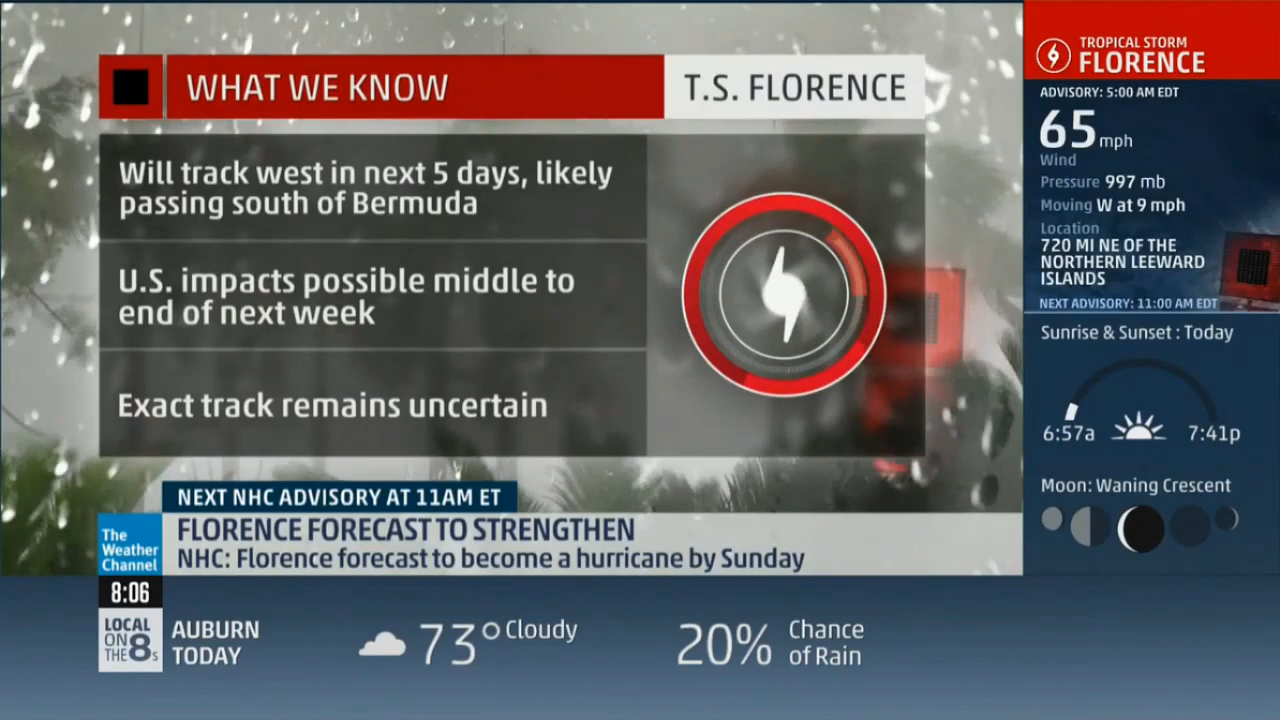 WHAT WE KNOW
T.S. FLORENCE
Will track west in next 5 days, likely
passing south of Bermuda
U.S. impacts possible middle to
end of next week
Exact track remains uncertain
NEXT NHC ADVISORY AT 11AM ET
The
Weather
Channel
FLORENCE FORECAST TO STRENGTHEN
NHC: Florence forecast to become a hurricane by Sunday
8:06
LOCAL
ON
THE 8s
AUBURN
TODAY
73° Cloudy
20% Chance
of Rain
TROPICAL STORM
FLORENCE
ADVISORY: 5:00 AM EDT
65 mph
Wind
Pressure 997 mb
Moving W at 9 mph
Location
720 MI NE OF THE
NORTHERN LEEWARD
ISLANDS
NEXT ADVISORY: 11:00 AM EDT
Sunrise & Sunset : Today
6:57a 7:41p
Moon: Waning Crescent